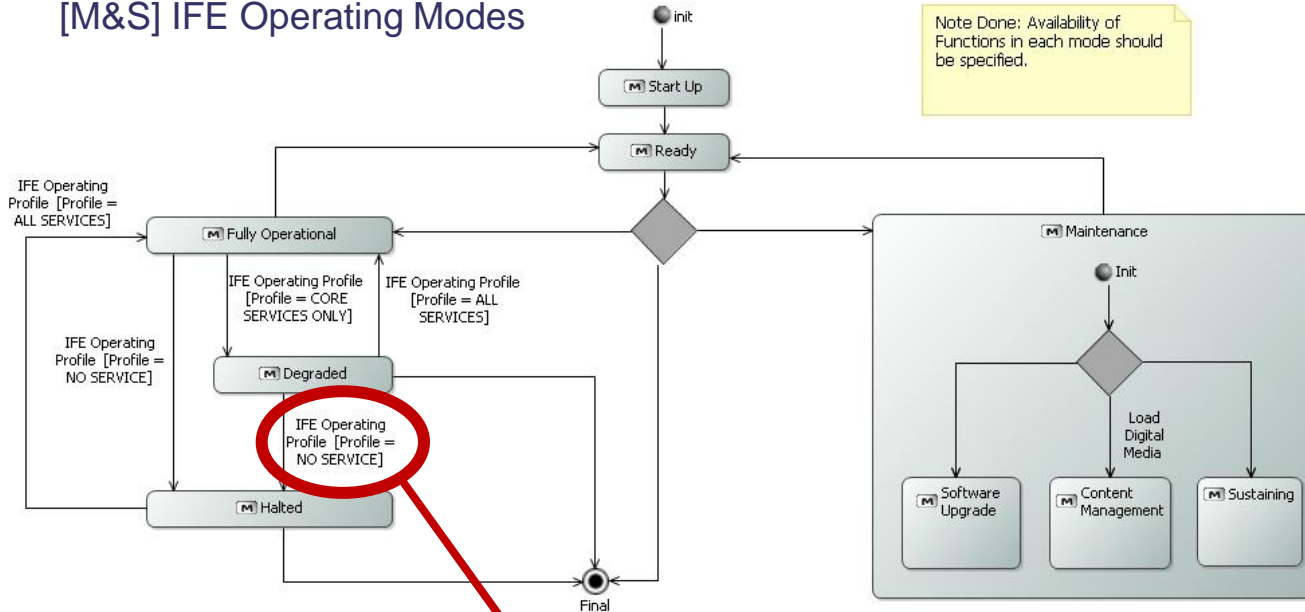 [M&S] IFE Operating Modes
init
Note Done: Availability of
Functions in each mode should
be specified.
M Start Up
M Ready
IFE Operating
Profile [Profile =
ALL SERVICES]
M Fully Operational
M Maintenance
Init
IFE Operating Profile
[Profile = CORE
SERVICES ONLY]
IFE Operating Profile
[Profile = ALL
SERVICES]
IFE Operating
Profile [Profile =
NO SERVICE]
M Degraded
IFE Operating
Profile [Profile =
NO SERVICE]
Load
Digital
Media
M Halted
M Software
Upgrade
M Content
Management
M Sustaining
Final